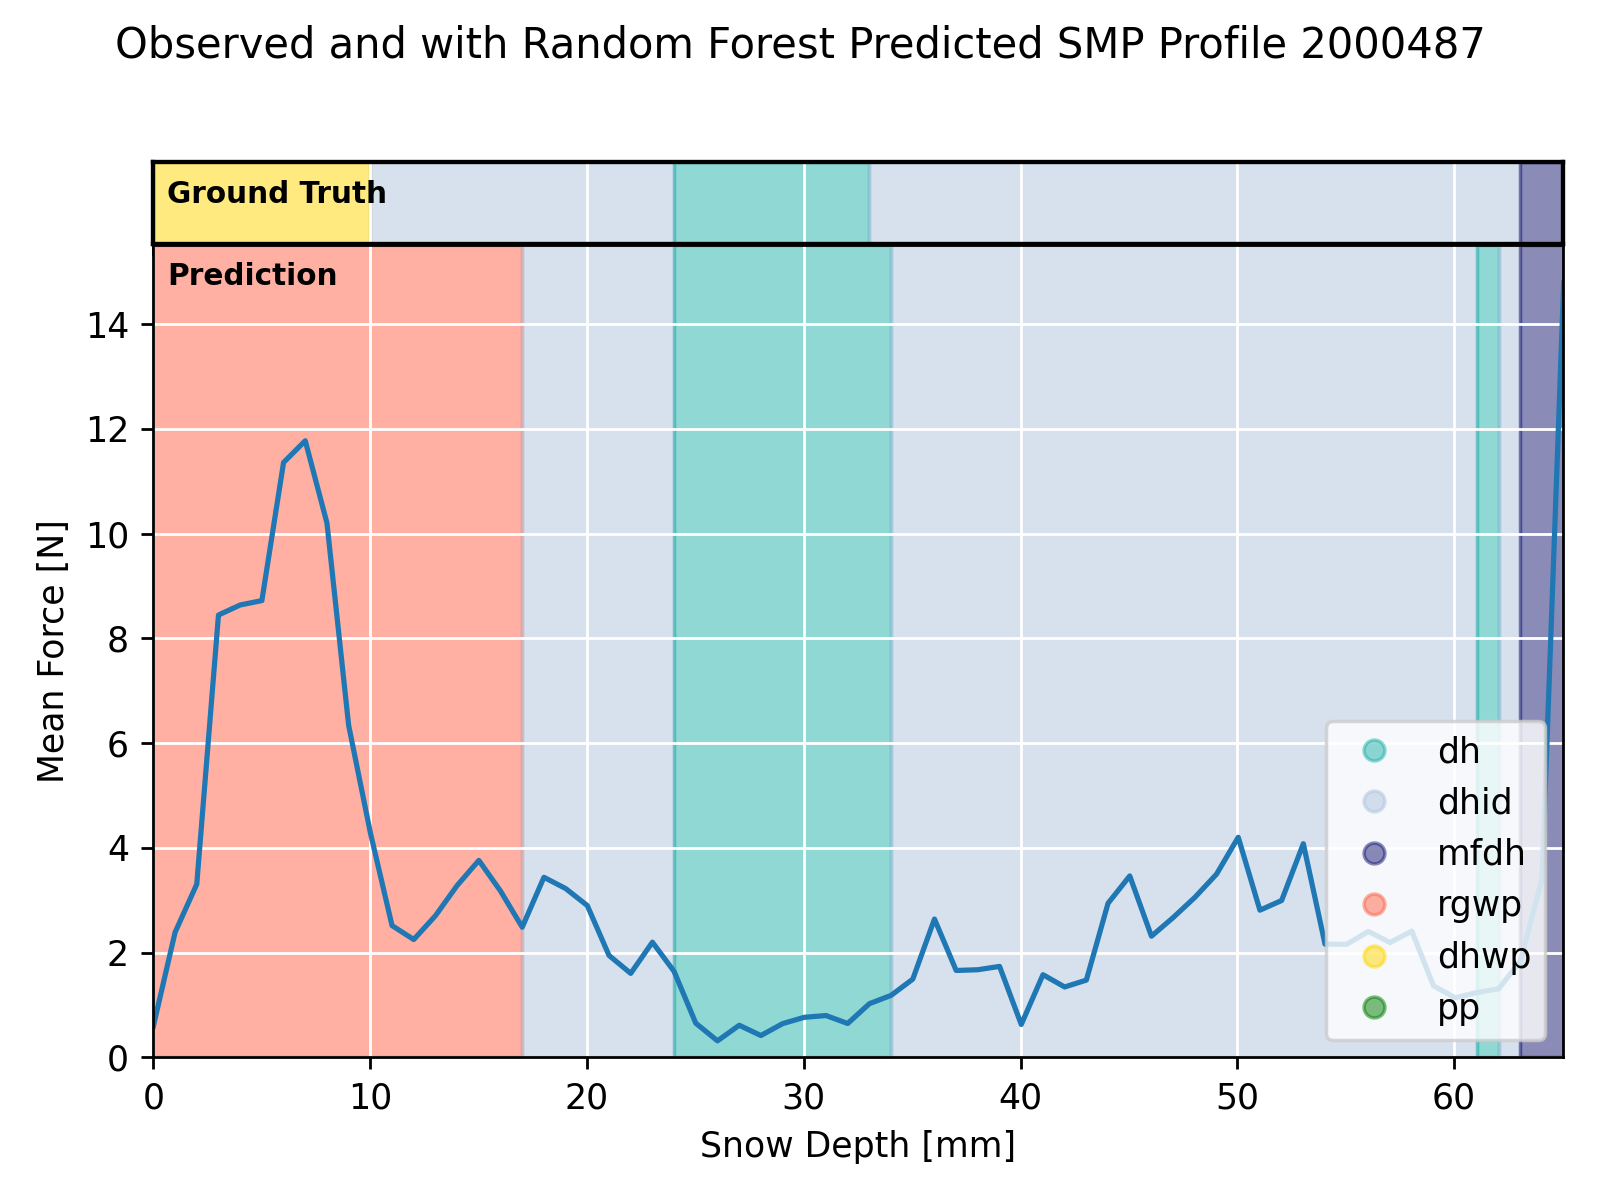 Observed and with Random Forest Predicted SMP Profile 2000487
Ground Truth
Prediction
14
12
10
8
6
4
2
0
Mean Force [N]
dh
dhid
mfdh
rgwp
dhwp
pp
0 10 20 30 40 50 60
Snow Depth [mm]